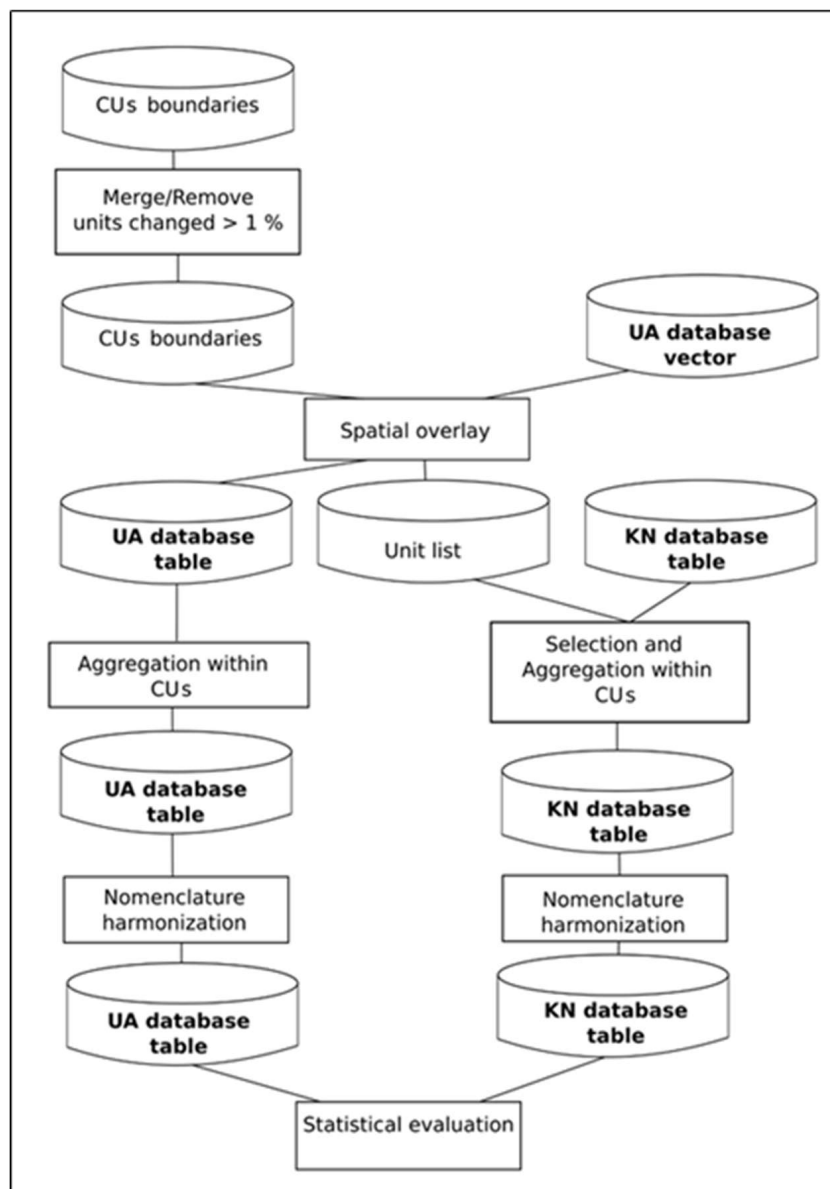 CUs boundaries
Merge/Remove
units changed > 1 %
CUs boundaries
UA database
vector
Spatial overlay
UA database
table
Unit list
KN database
table
Aggregation within
CUs
Selection and
Aggregation within
CUs
UA database
table
KN database
table
Nomenclature
harmonization
Nomenclature
harmonization
UA database
table
KN database
table
Statistical evaluation